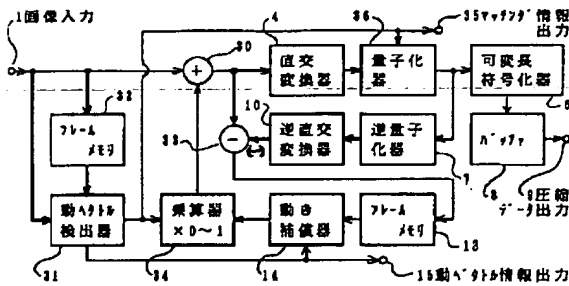 1画像入力
4
36
35マッチング情報
出力
30
+
直交
変換器
量子化
器
可変長
符号化器
32
フレーム
メモリ
10
33
−
(−)
逆直交
変換器
逆量子
化器
7
バッファ
8
9圧縮
データ出力
動ベクトル
検出器
31
乗算器
×0~1
34
動き
補償器
14
フレーム
メモリ
13
15動ベクトル情報出力